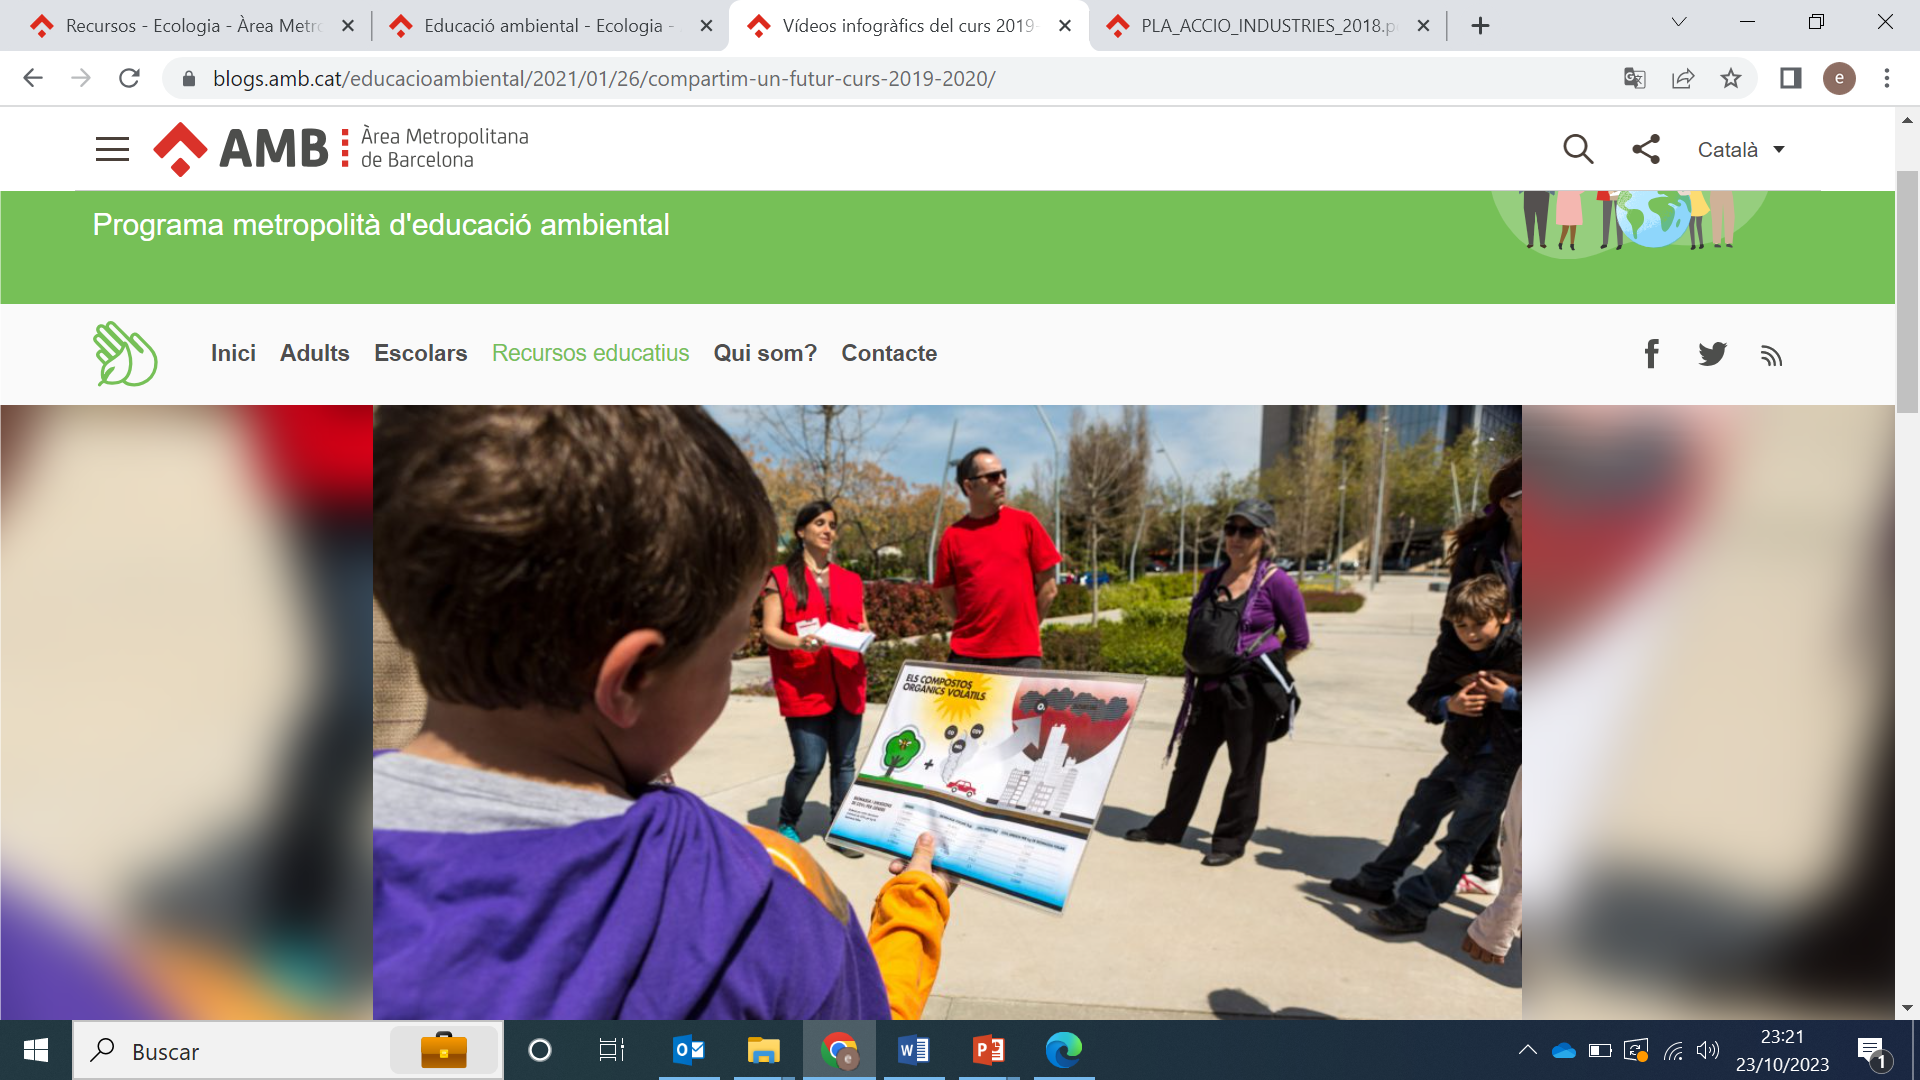 Recursos - Ecologia - Àrea Metro
Educació ambiental - Ecologia -
Vídeos infogràfics del curs 2019-
PLA_ACCIO_INDUSTRIES_2018.p
blogs.amb.cat/educacioambiental/2021/01/26/compartim-un-futur-curs-2019-2020/
e
AMB
Àrea Metropolitana
de Barcelona
Català
Programa metropolità d'educació ambiental
Inici Adults Escolars Recursos educatius Qui som? Contacte
ELS COMPOSTOS
ORGÀNICS VOLÀTILS
Buscar
e
23:21
23/10/2023
1